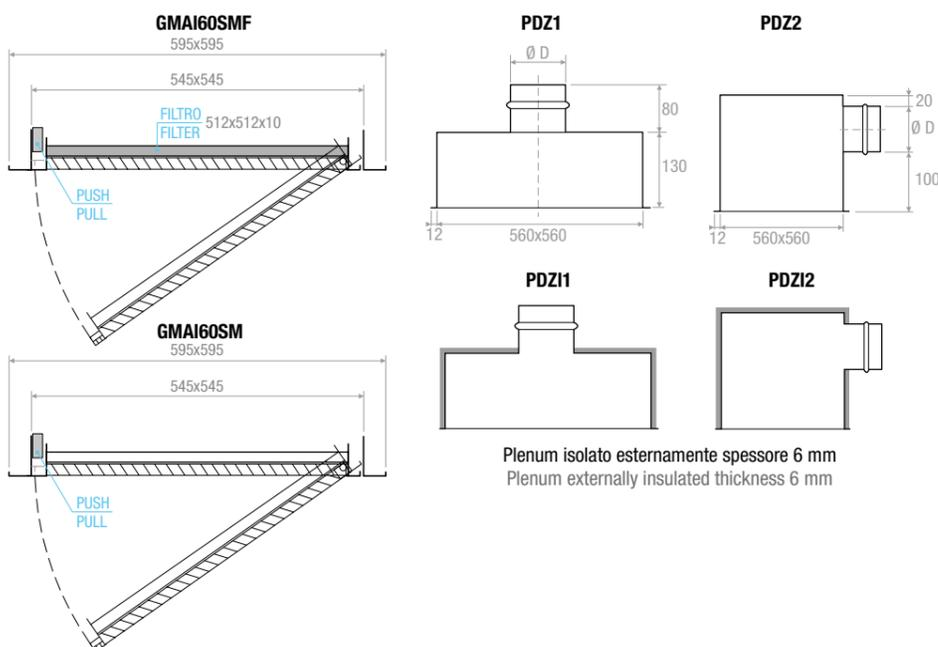 GMAI60SMF
595x595
545x545
FILTRO
FILTER
512x512x10
PUSH
PULL
GMAI60SM
595x595
545x545
PUSH
PULL
PDZ1
Ø D
80
130
12
560x560
PDZ2
20
Ø D
100
12
560x560
PDZI1
PDZI2
Plenum isolato esternamente spessore 6 mm
Plenum externally insulated thickness 6 mm